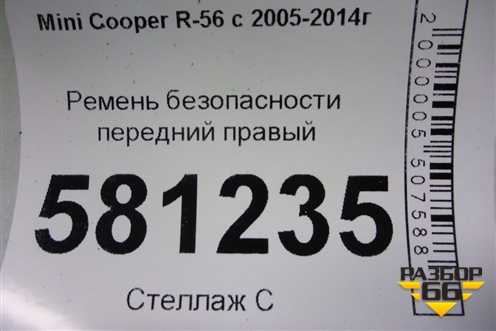 Mini Cooper R-56 с 2005-2014г
Ремень безопасности
передний правый
581235
Стеллаж С
2000005507588
РАЗБОР
66